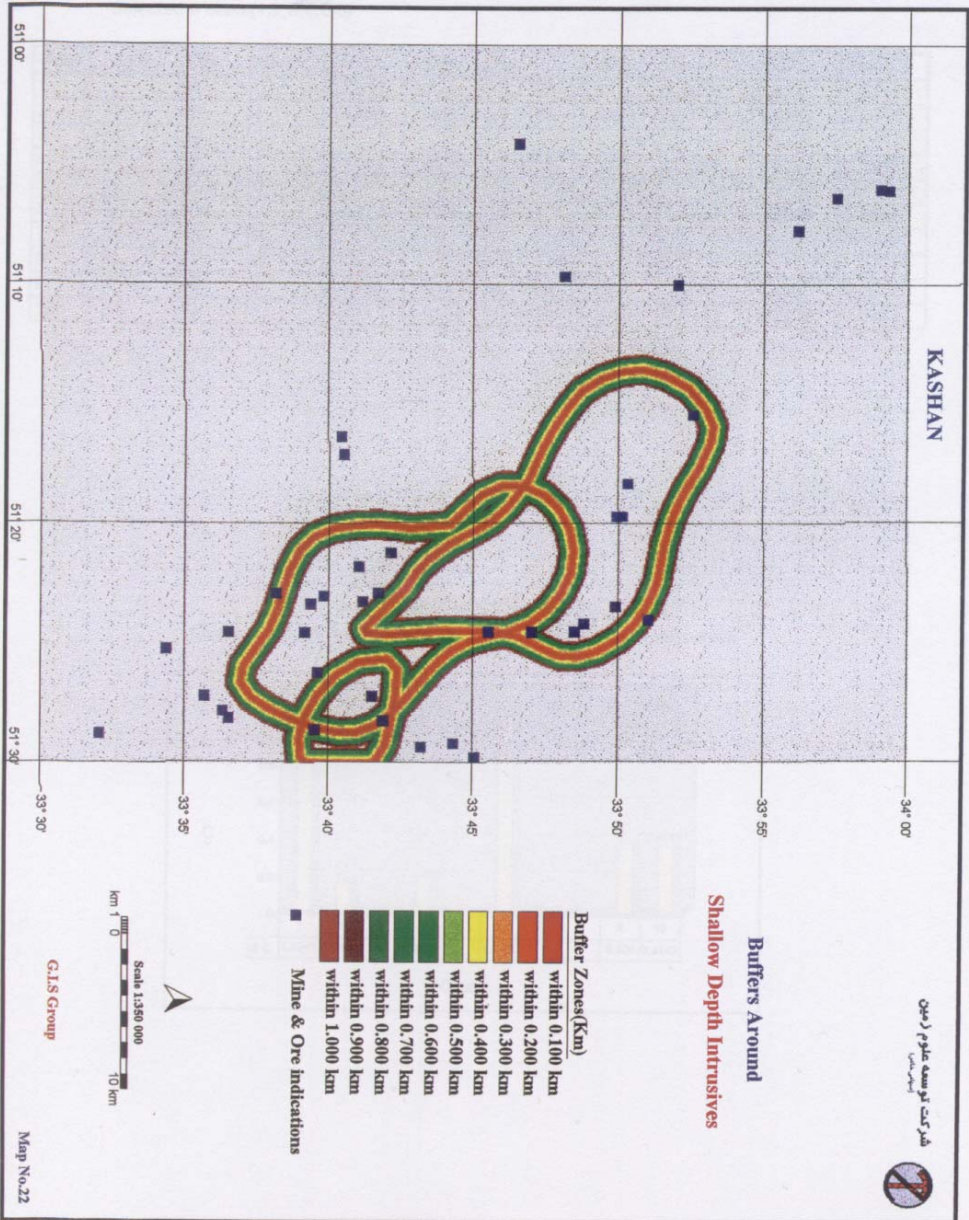 KASHAN
51° 00'
51° 10'
51° 20'
51° 30'
34° 00'
33° 55'
33° 50'
33° 45'
33° 40'
33° 35'
33° 30'
شرکت توسعه علوم زمین
(سهامی خاص)
Buffers Around
Shallow Depth Intrusives
Buffer Zones(Km)
within 0.100 km
within 0.200 km
within 0.300 km
within 0.400 km
within 0.500 km
within 0.600 km
within 0.700 km
within 0.800 km
within 0.900 km
within 1.000 km
Mine & Ore indications
Scale 1:350 000
km 1 0 10 km
G.I.S Group
Map No.22